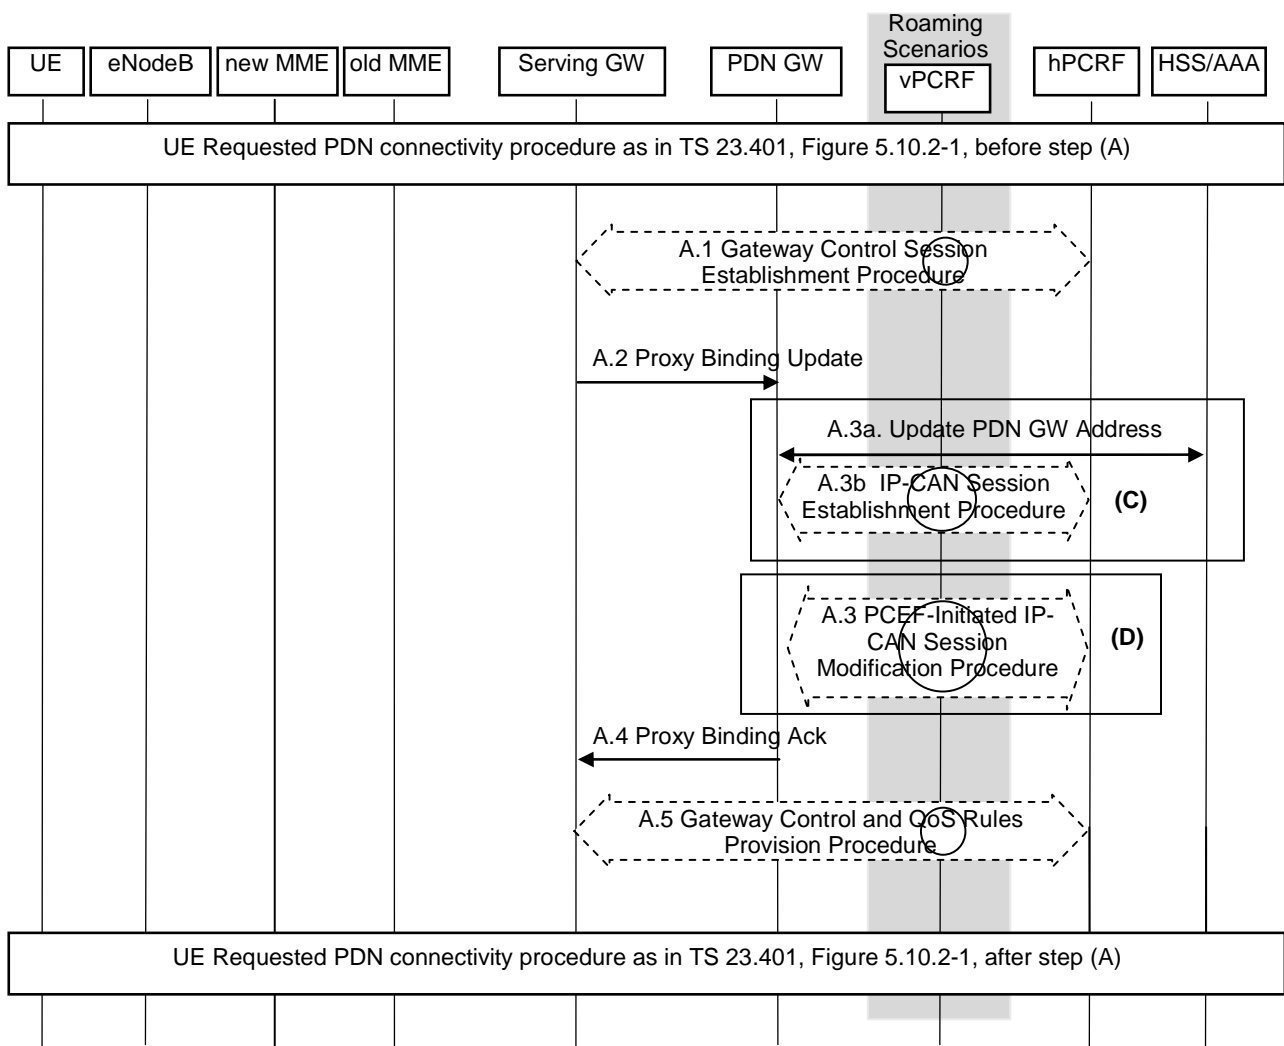 Roaming
Scenarios
UE
eNodeB
new MME
old MME
Serving GW
PDN GW
vPCRF
hPCRF
HSS/AAA
UE Requested PDN connectivity procedure as in TS 23.401, Figure 5.10.2-1, before step (A)
A.1 Gateway Control Session
Establishment Procedure
A.2 Proxy Binding Update
A.3a. Update PDN GW Address
A.3b IP-CAN Session
Establishment Procedure
(C)
A.3 PCEF-Initiated IP-
CAN Session
Modification Procedure
(D)
A.4 Proxy Binding Ack
A.5 Gateway Control and QoS Rules
Provision Procedure
UE Requested PDN connectivity procedure as in TS 23.401, Figure 5.10.2-1, after step (A)